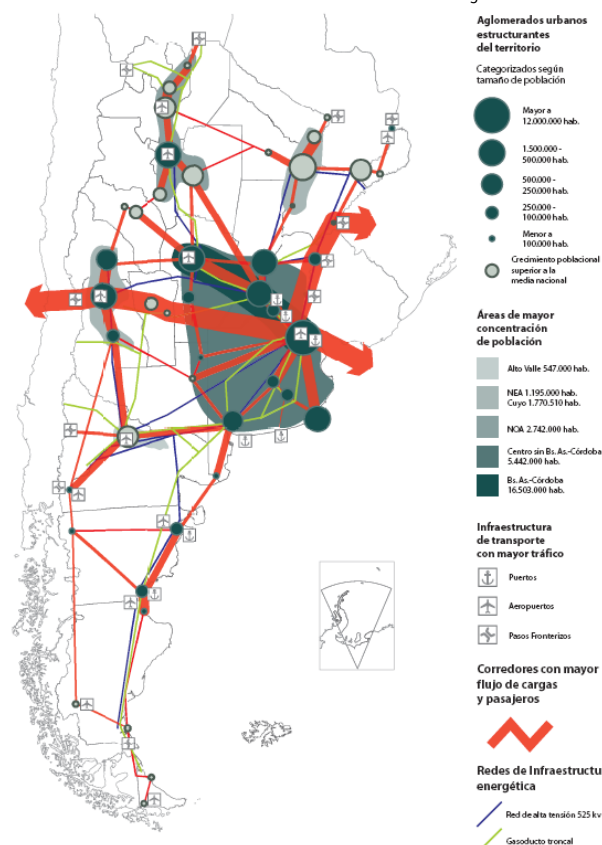 Aglomerados urbanos
estructurantes
del territorio
Categorizados según
tamaño de población
Mayor a
12.000.000 hab.
1.500.000 -
500.000 hab.
500.000 -
250.000 hab.
250.000 -
100.000 hab.
Menor a
100.000 hab.
Crecimiento poblacional
superior a la
media nacional
Áreas de mayor
concentración
de población
Alto Valle 547.000 hab.
NEA 1.195.000 hab.
Cuyo 1.770.510 hab.
NOA 2.742.000 hab.
Centro sin Bs. As.-Córdoba
5.442.000 hab.
Bs. As.-Córdoba
16.503.000 hab.
Infraestructura
de transporte
con mayor tráfico
Puertos
Aeropuertos
Pasos Fronterizos
Corredores con mayor
flujo de cargas
y pasajeros
Redes de Infraestructu
energética
Red de alta tensión 525 kv
Gasoducto troncal